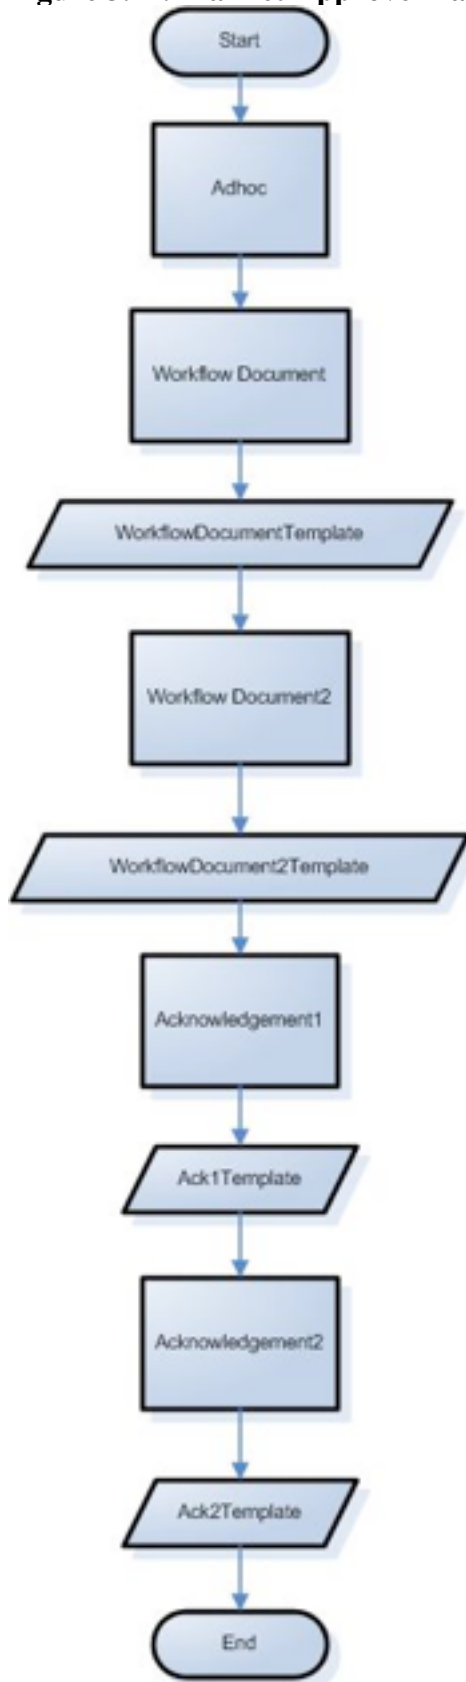 Start
Adhoc
Workflow Document
WorkflowDocumentTemplate
Workflow Document2
WorkflowDocument2Template
Acknowledgement1
Ack1Template
Acknowledgement2
Ack2Template
End